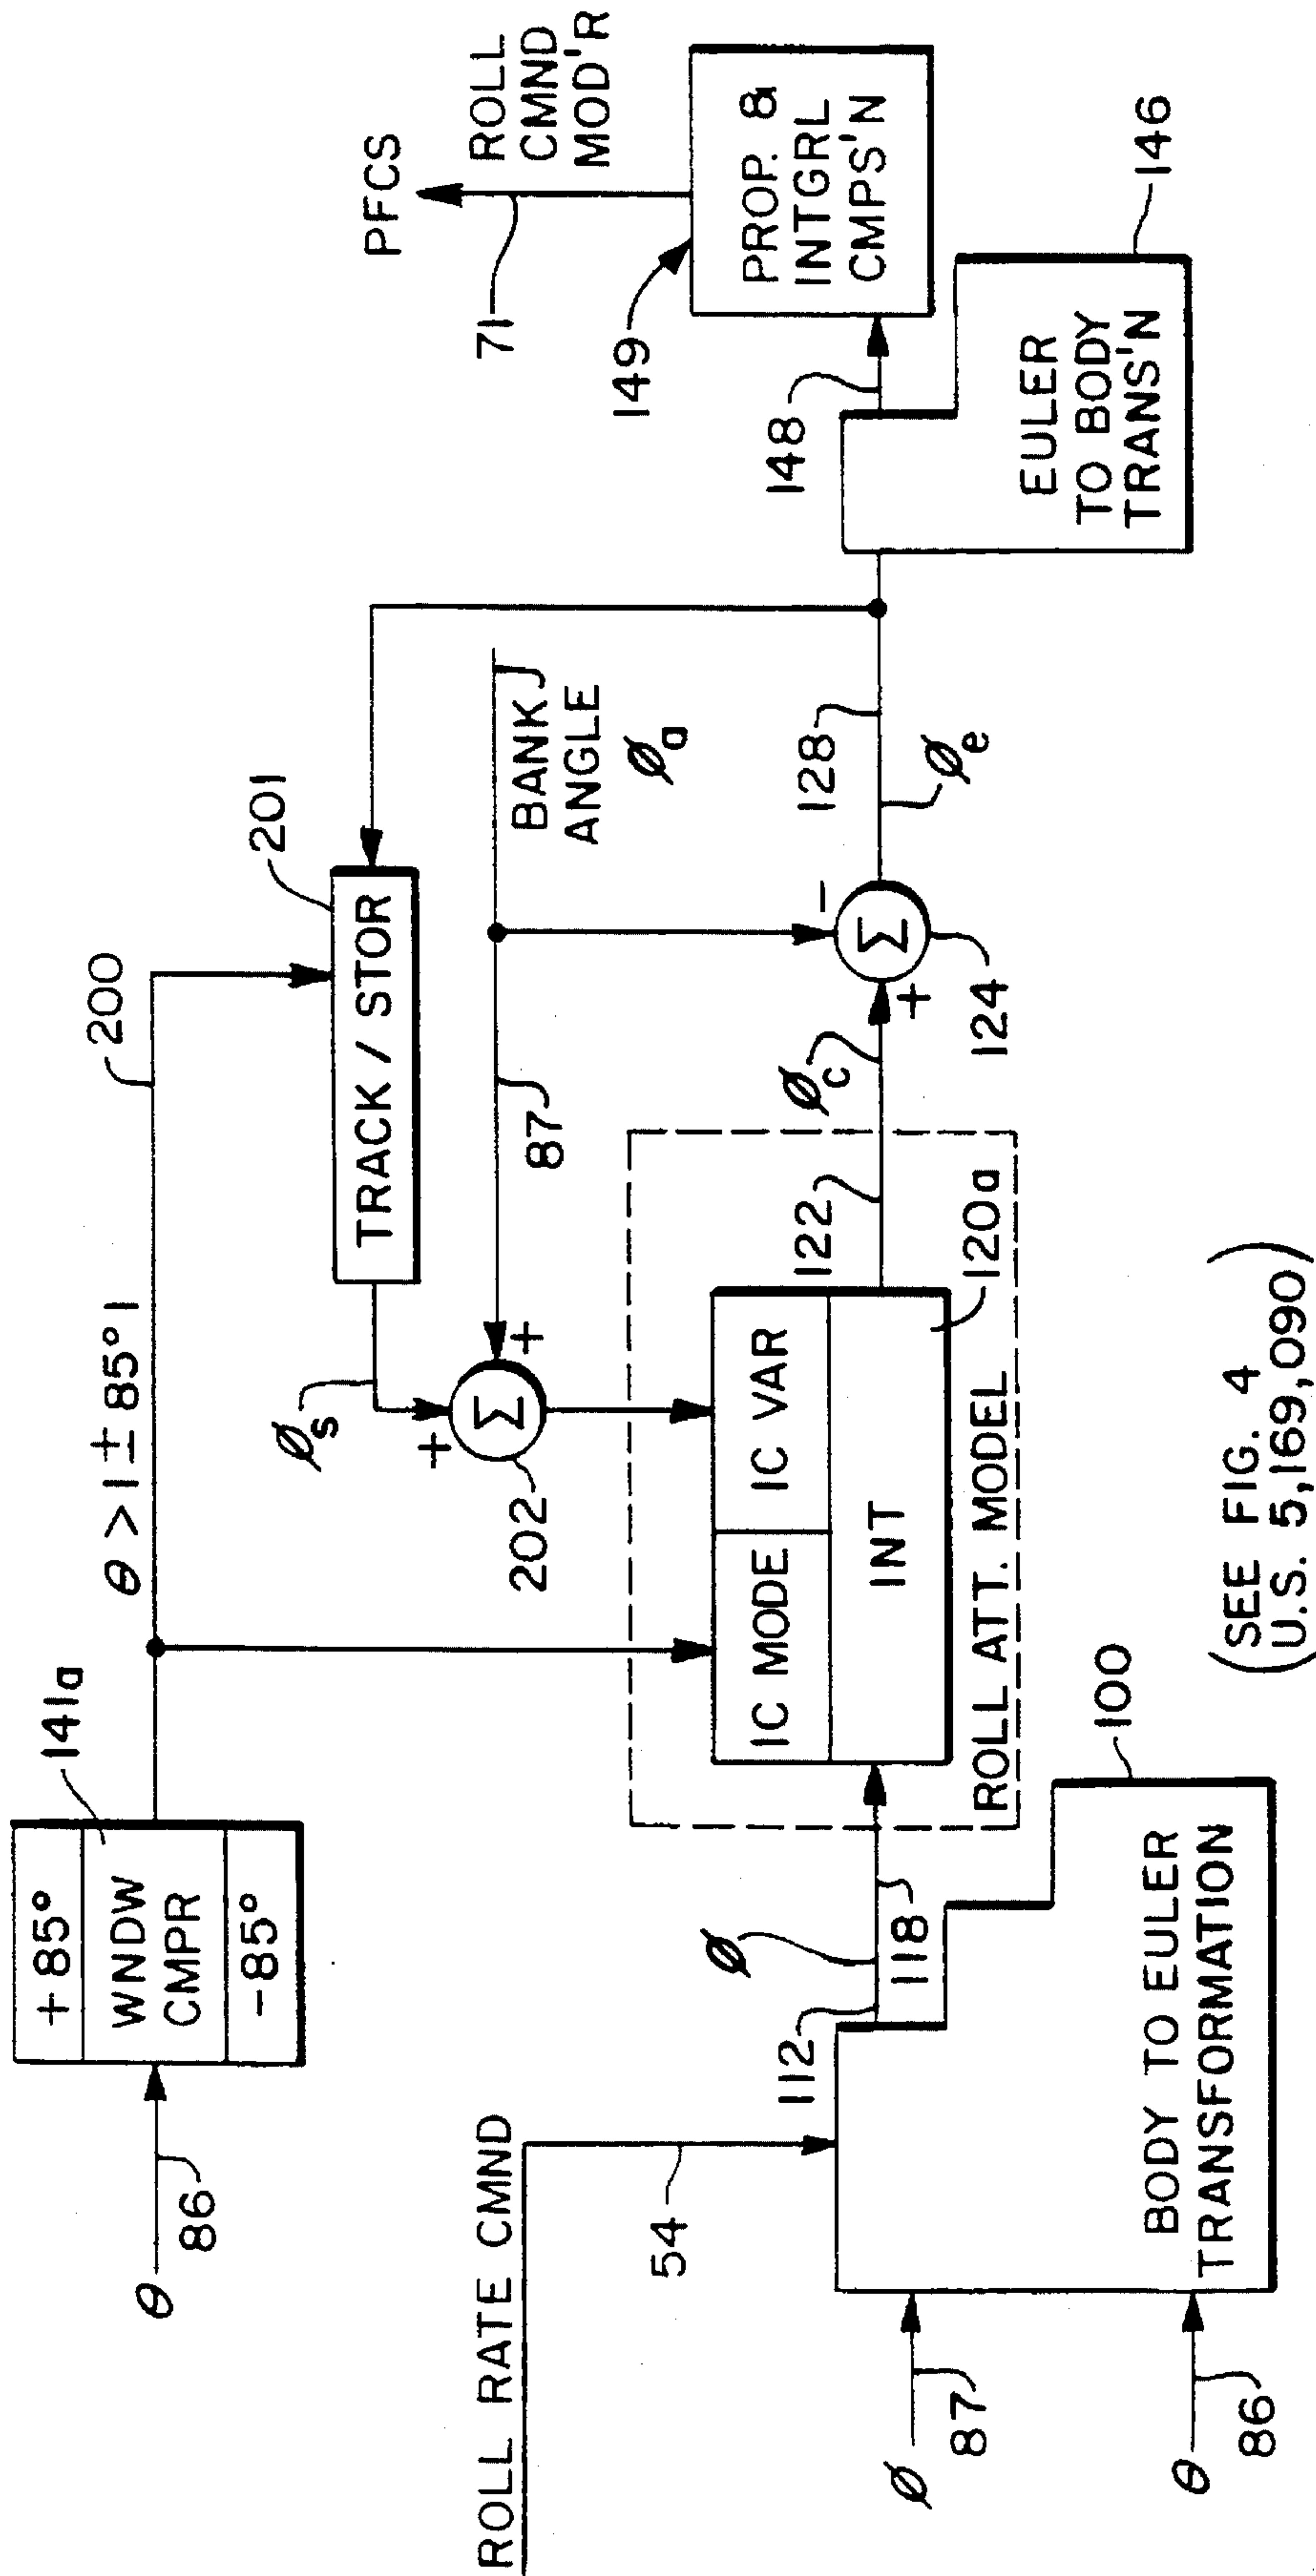 θ
86
+85°
WNDW
CMPR
-85°
141a
θ > | ± 85° |
200
TRACK / STOR
201
ROLL RATE CMND
54
Ø
87
θ
86
BODY TO EULER
TRANSFORMATION
100
112
Ø
118
IC MODE
IC VAR
INT
ROLL ATT. MODEL
120a
122
Øs
+
+
Σ
202
87
BANK
ANGLE
Øa
Øc
+
-
Σ
124
128
Øe
EULER
TO BODY
TRANS'N
146
148
149
PROP. &
INTGRL
CMPS'N
71
PFCS
ROLL
CMND
MOD'R
(SEE FIG. 4
U.S. 5,169,090)